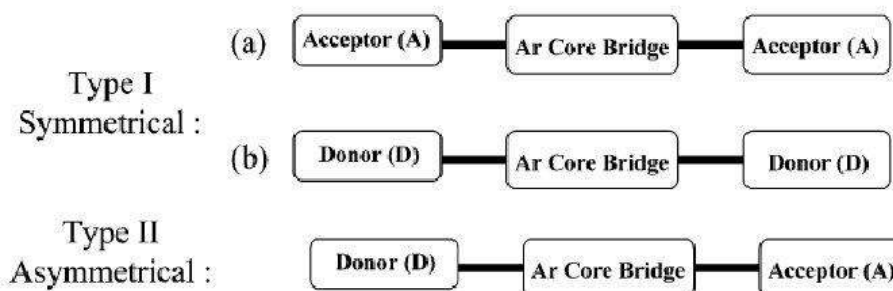 (a) Acceptor (A) Ar Core Bridge Acceptor (A)
Type I
Symmetrical :
(b) Donor (D) Ar Core Bridge Donor (D)
Type II
Asymmetrical :
Donor (D) Ar Core Bridge Acceptor (A)